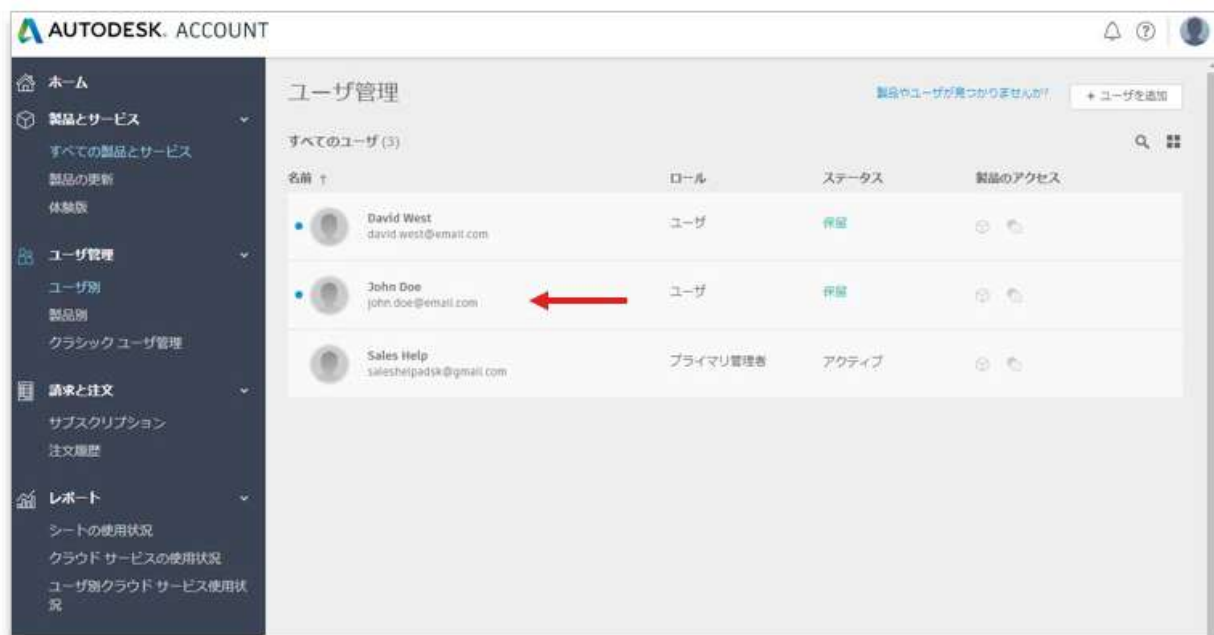 AUTODESK. ACCOUNT
ホーム
製品とサービス
すべての製品とサービス
製品の更新
体験版
ユーザ管理
ユーザ別
製品別
クラシック ユーザ管理
請求と注文
サブスクリプション
注文履歴
レポート
シートの使用状況
クラウド サービスの使用状況
ユーザ別クラウド サービス使用状
況
ユーザ管理
製品やユーザが見つかりませんか?
+ ユーザを追加
すべてのユーザ (3)
名前 ↑ ロール ステータス 製品のアクセス
David West ユーザ 保留
david.west@email.com
John Doe ユーザ 保留
john.doe@email.com
Sales Help プライマリ管理者 アクティブ
saleshelpadsk@gmail.com